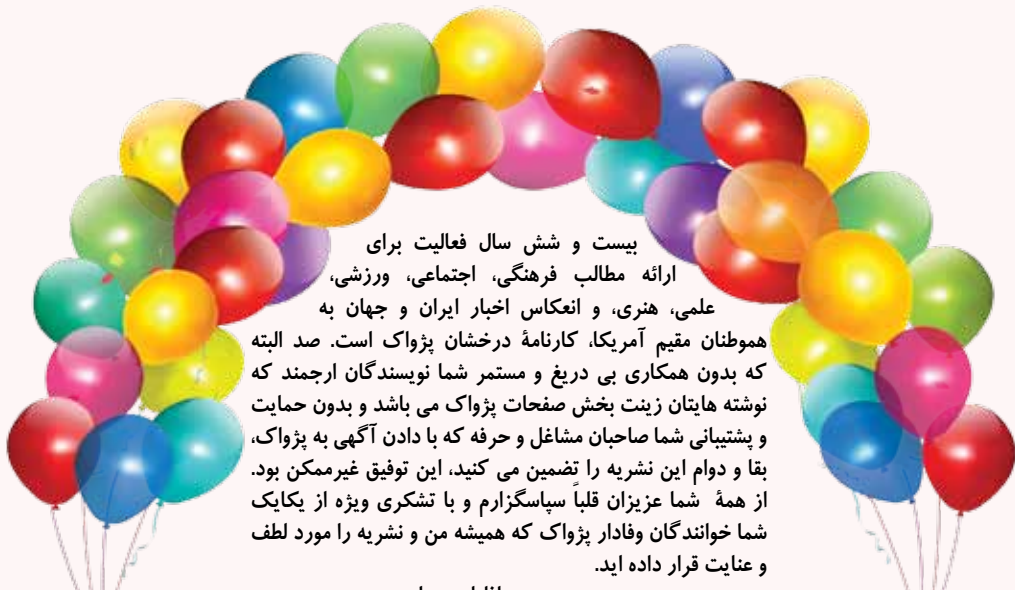 بیست و شش سال فعالیت برای
ارائه مطالب فرهنگی، اجتماعی، ورزشی،
علمی، هنری، و انعکاس اخبار ایران و جهان به
هموطنان مقیم آمریکا، کارنامۀ درخشان پژواک است. صد البته
که بدون همکاری بی دریغ و مستمر شما نویسندگان ارجمند که
نوشته هایتان زینت بخش صفحات پژواک می باشد و بدون حمایت
و پشتیبانی شما صاحبان مشاغل و حرفه که با دادن آگهی به پژواک،
بقا و دوام این نشریه را تضمین می کنید، این توفیق غیرممکن بود.
از همۀ شما عزیزان قلباً سپاسگزارم و با تشکری ویژه از یکایک
شما خوانندگان وفادار پژواک که همیشه من و نشریه را مورد لطف
و عنایت قرار داده اید.